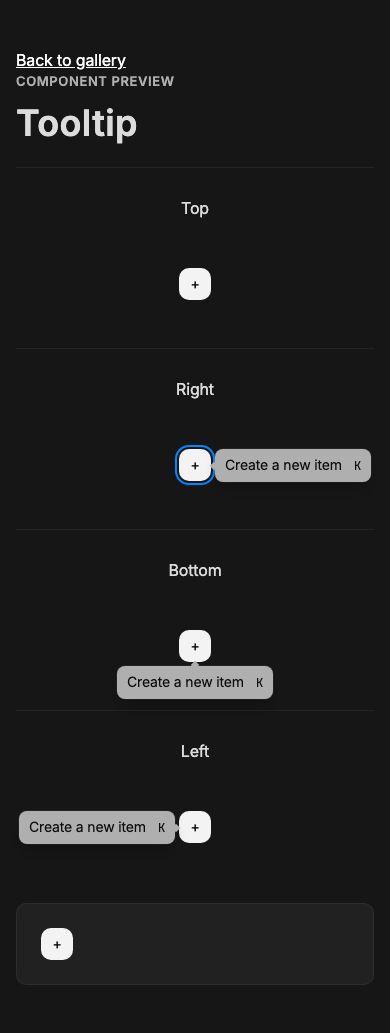 Back to gallery
COMPONENT PREVIEW
Tooltip
Top
+
Right
+ Create a new item K
Bottom
+
Create a new item K
Left
Create a new item K +
+